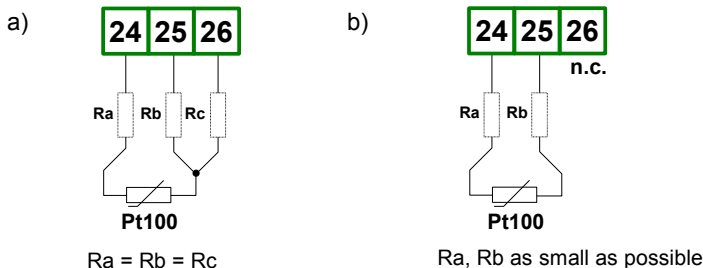 a)
24 25 26
Ra Rb Rc
Pt100
Ra = Rb = Rc
b)
24 25 26
n.c.
Ra Rb
Pt100
Ra, Rb as small as possible